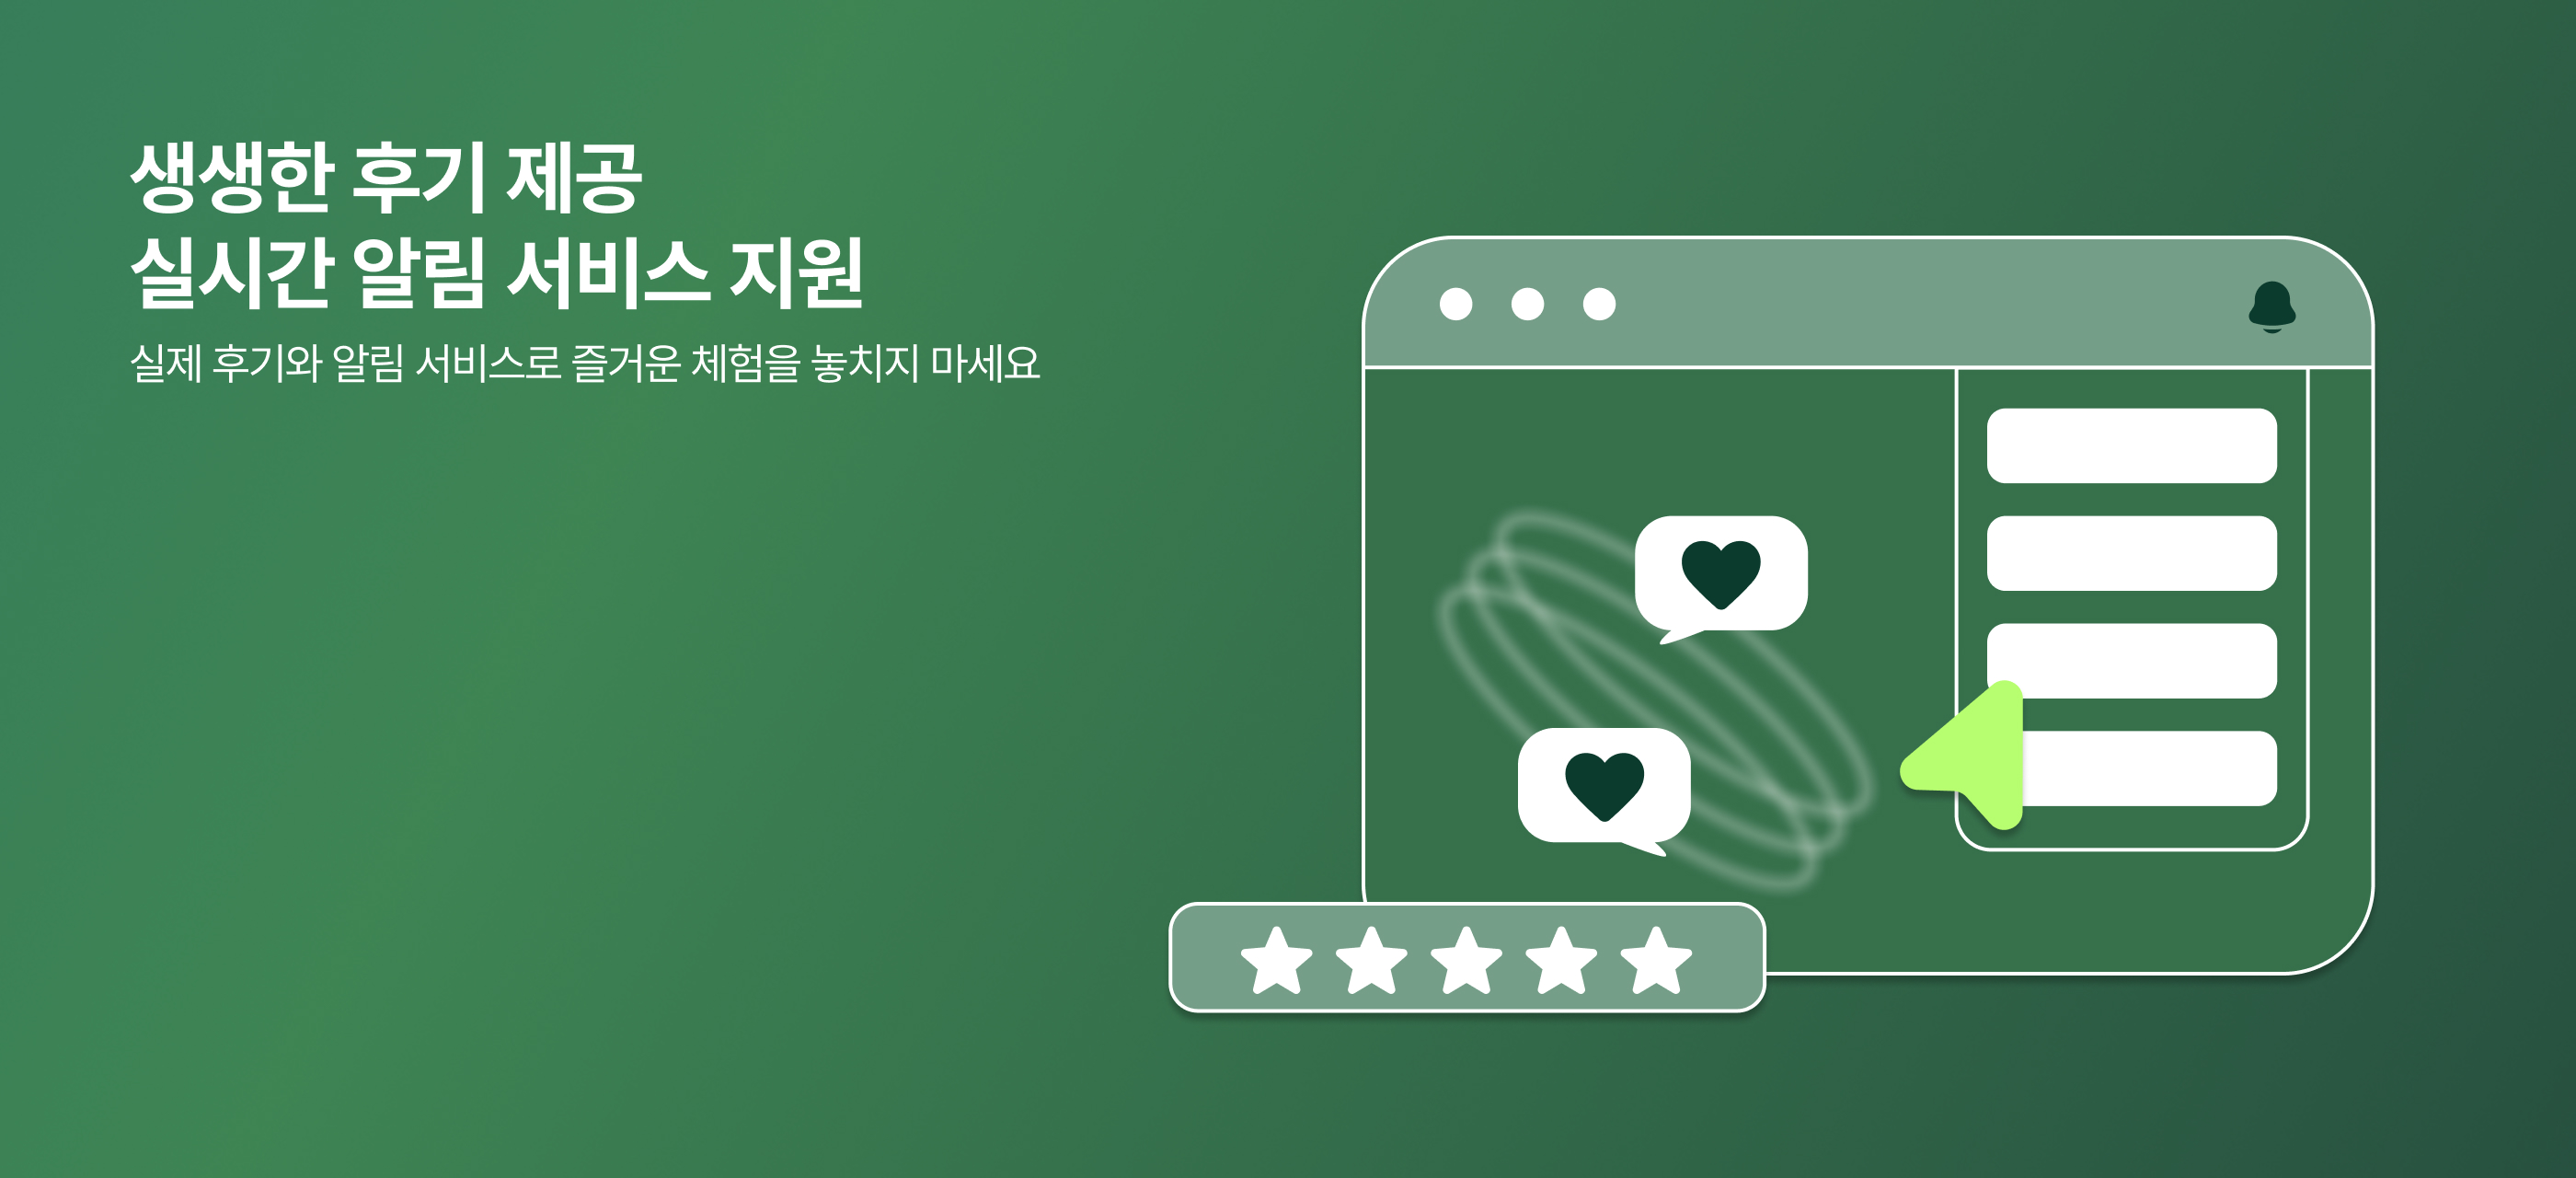 생생한 후기 제공
실시간 알림 서비스 지원
실제 후기와 알림 서비스로 즐거운 체험을 놓치지 마세요